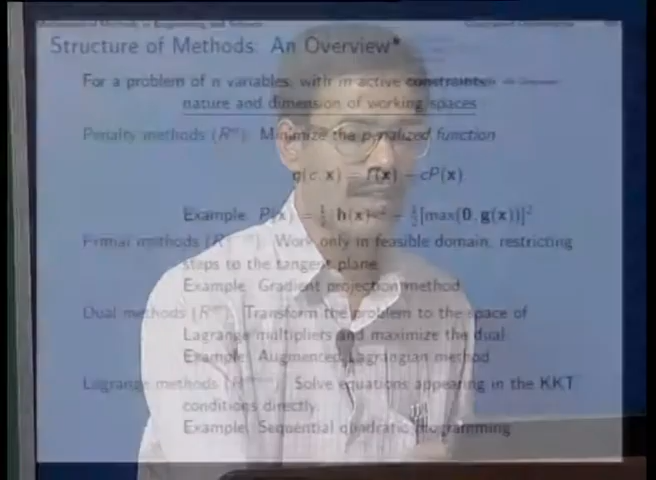 Structure of Methods: An Overview*
For a problem of n variables, with m active constraints
nature and dimension of working spaces
Penalty methods (Rⁿ): Minimize the penalized function
q(c, x) = f(x) + cP(x)
Example: P(x) = ½ h(x)² + ½[max(0, g(x))]²
Primal methods (R): Work only in feasible domain, restricting
steps to the tangent plane
Example: Gradient projection method
Dual methods (Rᵐ): Transform the problem to the space of
Lagrange multipliers and maximize the dual
Example: Augmented Lagrangian method
Lagrange methods (R): Solve equations appearing in the KKT
conditions directly.
Example: Sequential quadratic programming